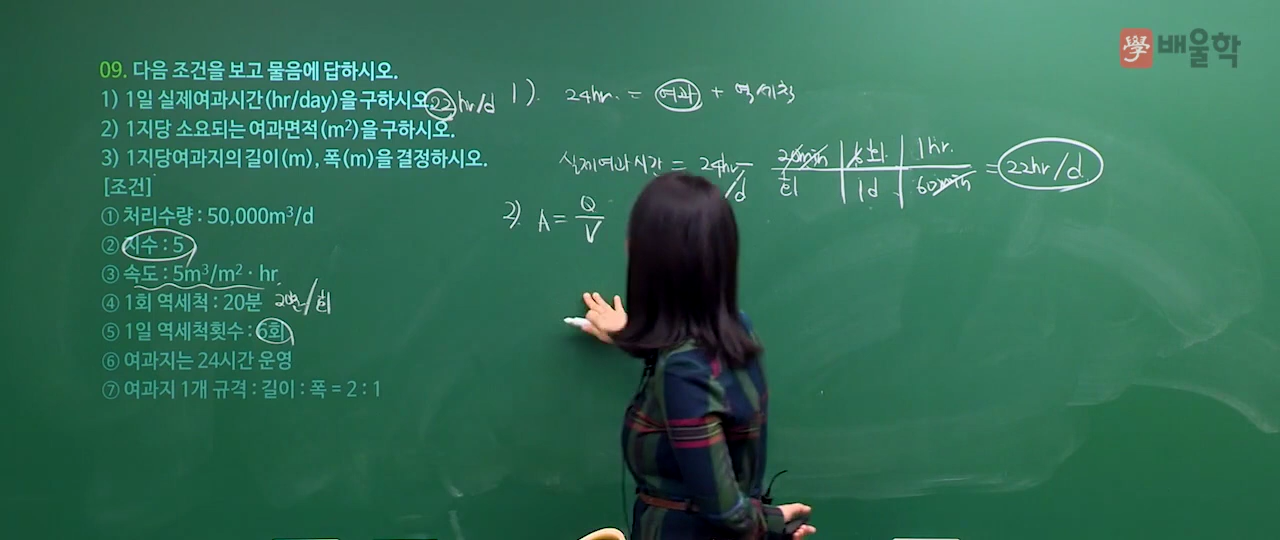 學 배울학
09. 다음 조건을 보고 물음에 답하시오.
1) 1일 실제여과시간(hr/day)을 구하시오. 22hr/d
2) 1지당 소요되는 여과면적(m²)을 구하시오.
3) 1지당여과지의 길이(m), 폭(m)을 결정하시오.
[조건]
① 처리수량 : 50,000m³/d
② 지수 : 5
③ 속도 : 5m³/m²·hr
④ 1회 역세척 : 20분 20분/회
⑤ 1일 역세척횟수 : 6회
⑥ 여과지는 24시간 운영
⑦ 여과지 1개 규격 : 길이 : 폭 = 2 : 1
1). 24hr. = 여과 + 역세척
실제여과시간 = 24hr/d - 20min/회 | 6회/1d | 1hr./60min = 22hr/d
2). A = Q/V